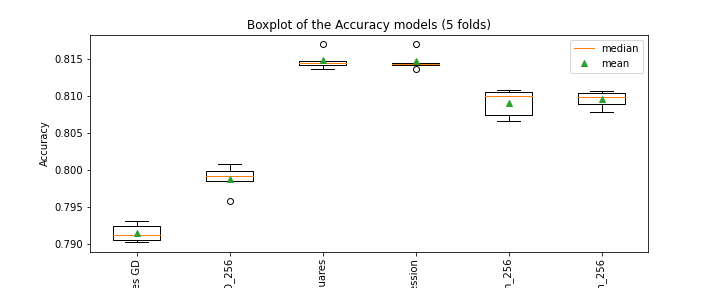 Boxplot of the Accuracy models (5 folds)
median
mean
Accuracy
0.815
0.810
0.805
0.800
0.795
0.790
es GD
_256
uares
ession
_256
_256